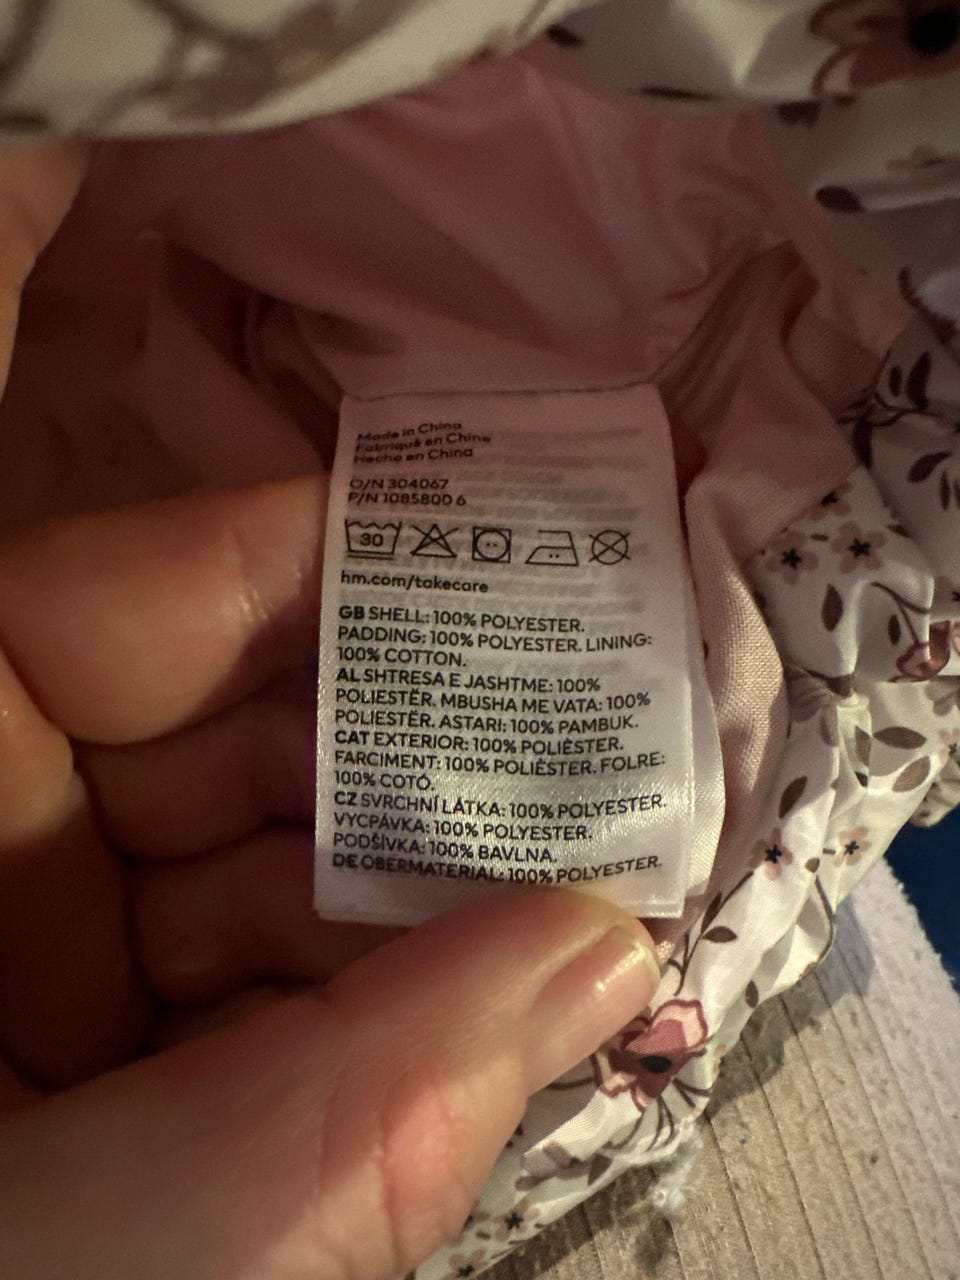 Made in China
Fabriqué en Chine
Hecho en China
O/N 304067
P/N 1085800 6
30
hm.com/takecare
GB SHELL: 100% POLYESTER.
PADDING: 100% POLYESTER. LINING:
100% COTTON.
AL SHTRESA E JASHTME: 100%
POLIESTËR. MBUSHA ME VATA: 100%
POLIESTËR. ASTARI: 100% PAMBUK.
CAT EXTERIOR: 100% POLIÈSTER.
FARCIMENT: 100% POLIÈSTER. FOLRE:
100% COTÓ.
CZ SVRCHNÍ LÁTKA: 100% POLYESTER.
VYCPÁVKA: 100% POLYESTER.
PODŠÍVKA: 100% BAVLNA.
DE OBERMATERIAL: 100% POLYESTER.